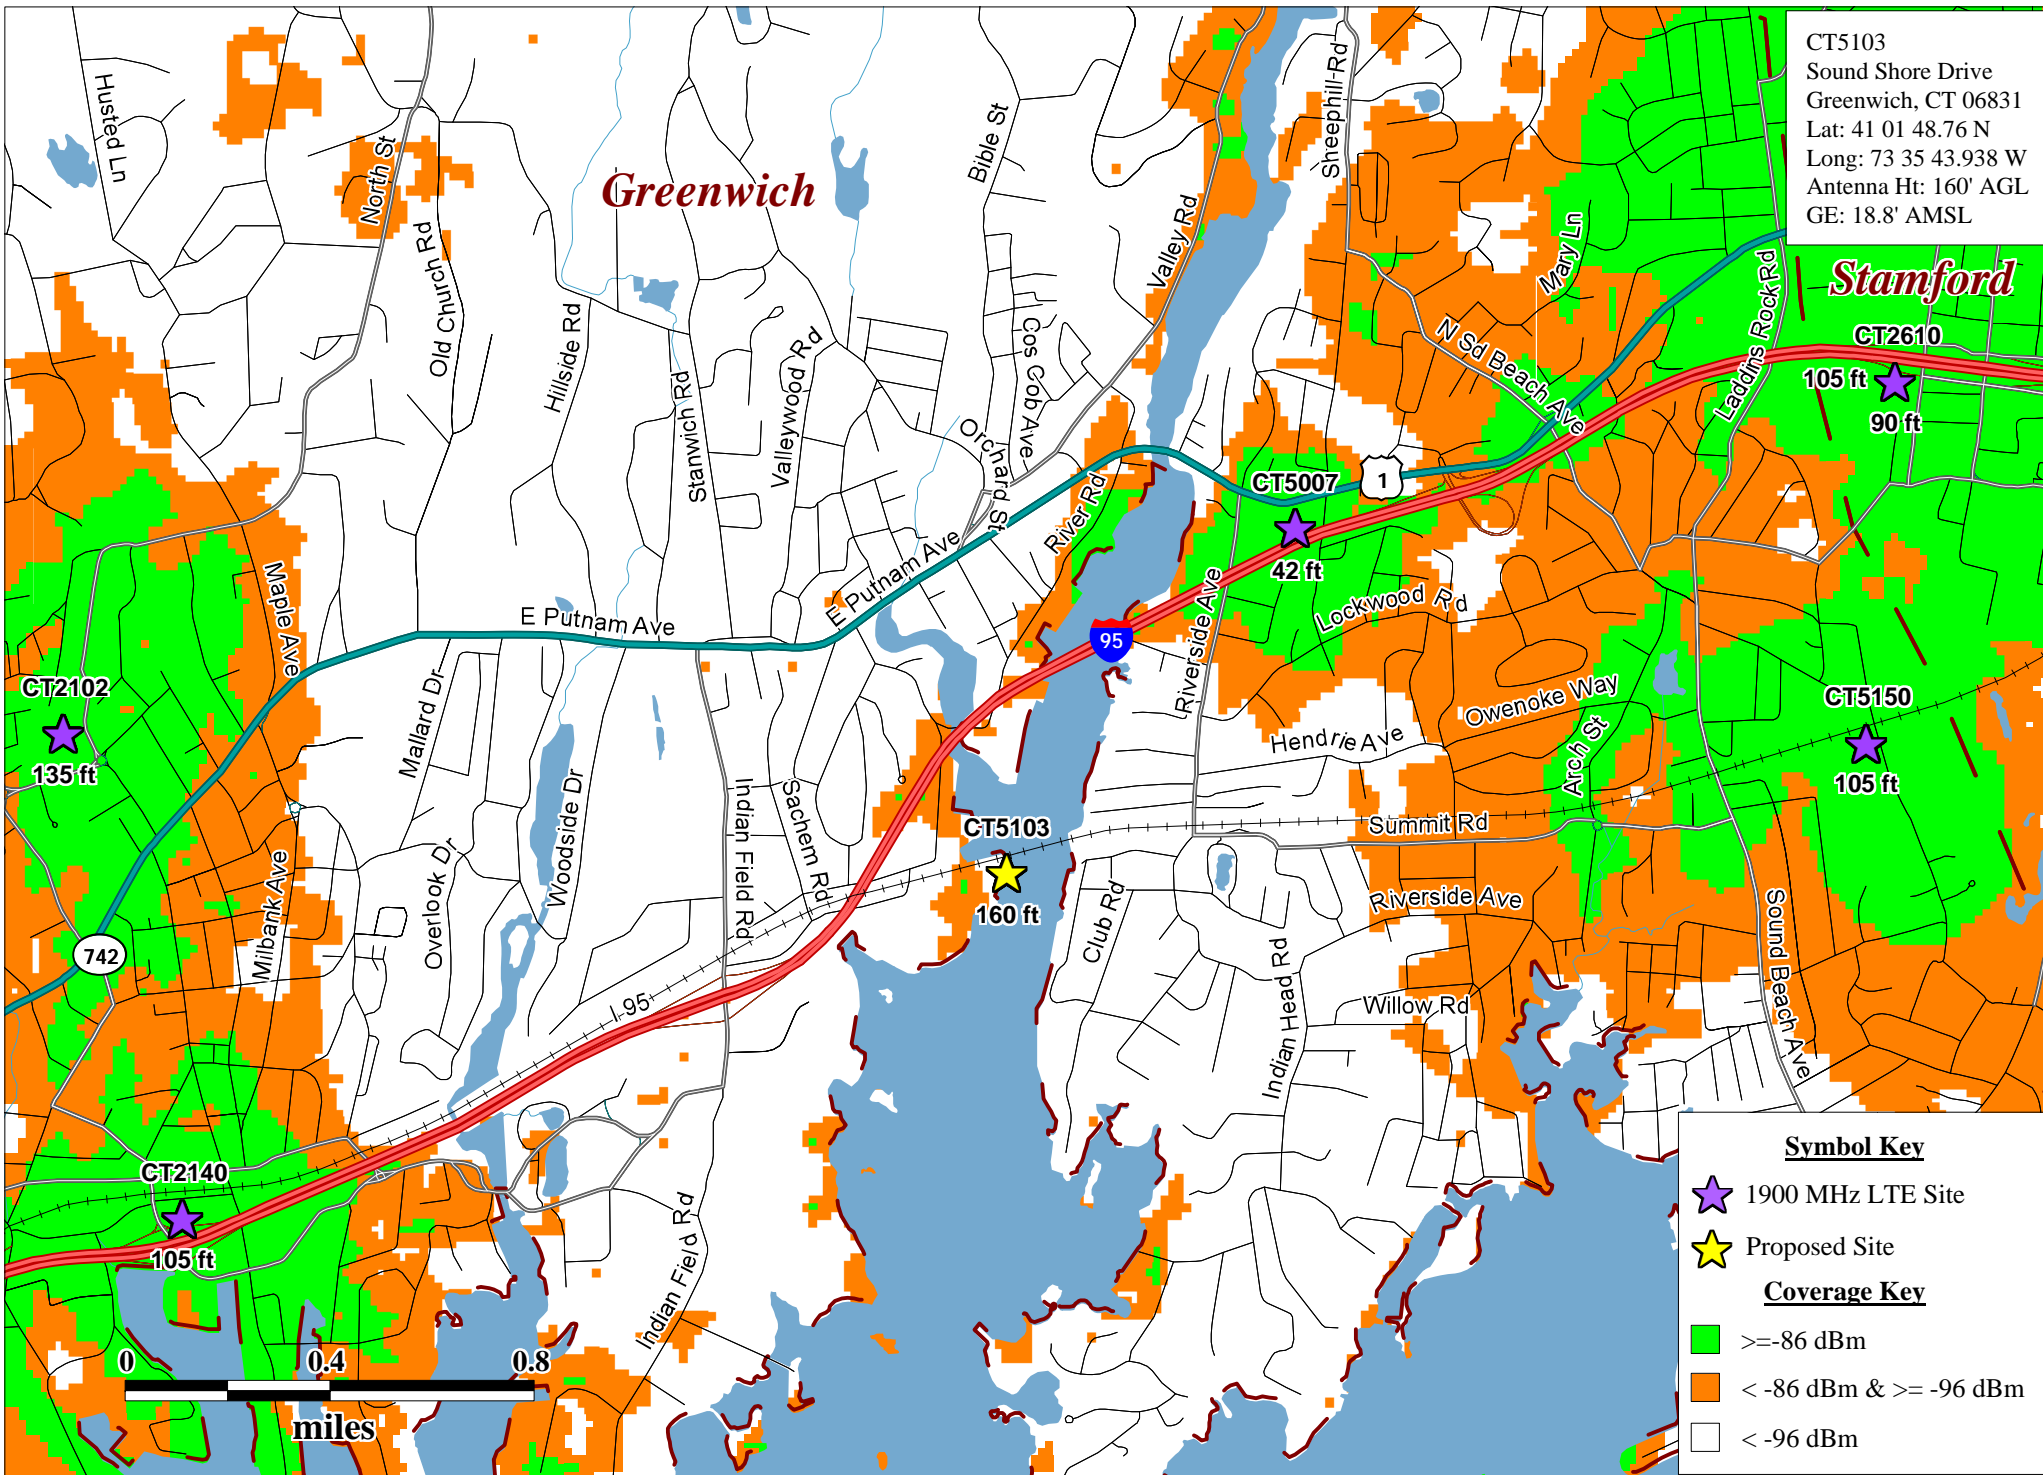 CT5103
Sound Shore Drive
Greenwich, CT 06831
Lat: 41 01 48.76 N
Long: 73 35 43.938 W
Antenna Ht: 160' AGL
GE: 18.8' AMSL
Husted Ln
North St
Old Church Rd
Greenwich
Bible St
Sheephill Rd
Valley Rd
Mary Ln
Laddins Rock Rd
Stamford
CT2610
105 ft
90 ft
Hillside Rd
Stanwich Rd
Valleywood Rd
Cos Cob Ave
Orchard St
N Sd Beach Ave
River Rd
CT5007
1
42 ft
E Putnam Ave
E Putnam Ave
Maple Ave
95
Riverside Ave
Lockwood Rd
CT2102
135 ft
Mallard Dr
Woodside Dr
Indian Field Rd
Sachem Rd
Hendrie Ave
Owenoke Way
Arch St
CT5150
105 ft
CT5103
160 ft
Summit Rd
Riverside Ave
Club Rd
Indian Head Rd
Willow Rd
Sound Beach Ave
Milbank Ave
Overlook Dr
742
I 95
CT2140
105 ft
Indian Field Rd
0 0.4 0.8
miles
Symbol Key
1900 MHz LTE Site
Proposed Site
Coverage Key
>=-86 dBm
< -86 dBm & >= -96 dBm
< -96 dBm